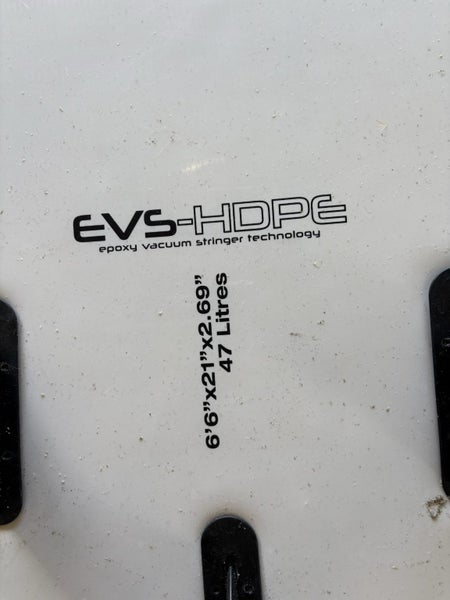 EVS-HDPE
epoxy vacuum stringer technology
6'6"x21"x2.69"
47 Litres